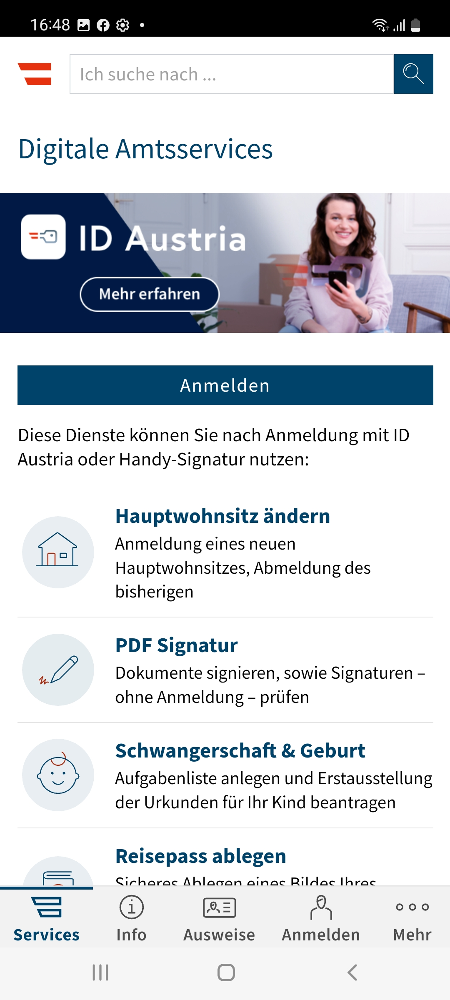 16:48
Ich suche nach ...
Digitale Amtsservices
ID Austria
Mehr erfahren
Anmelden
Diese Dienste können Sie nach Anmeldung mit ID
Austria oder Handy-Signatur nutzen:
Hauptwohnsitz ändern
Anmeldung eines neuen
Hauptwohnsitzes, Abmeldung des
bisherigen
PDF Signatur
Dokumente signieren, sowie Signaturen –
ohne Anmeldung – prüfen
Schwangerschaft & Geburt
Aufgabenliste anlegen und Erstausstellung
der Urkunden für Ihr Kind beantragen
Reisepass ablegen
Sicheres Ablegen eines Bildes Ihres
Services
Info
Ausweise
Anmelden
Mehr